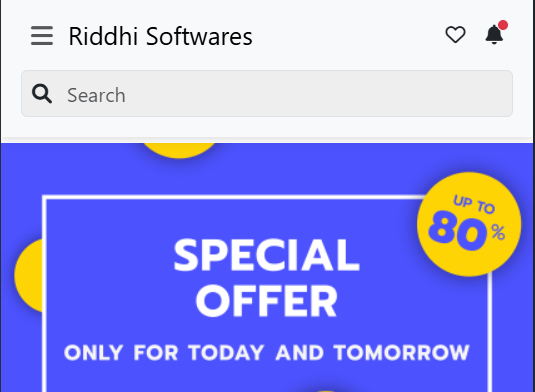 Riddhi Softwares
Search
UP TO
80%
SPECIAL
OFFER
ONLY FOR TODAY AND TOMORROW